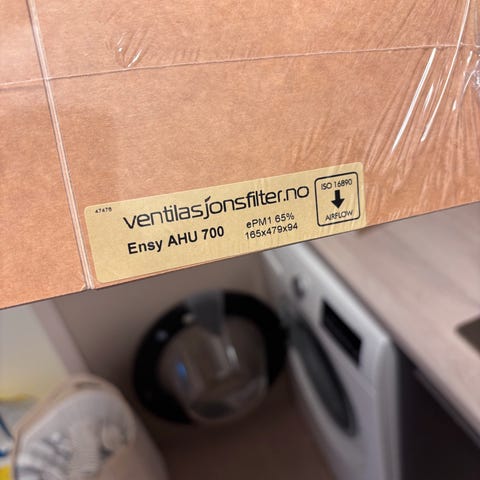 47476
ventilasjonsfilter.no
Ensy AHU 700
ePM1 65%
165x479x94
ISO 16890
AIRFLOW